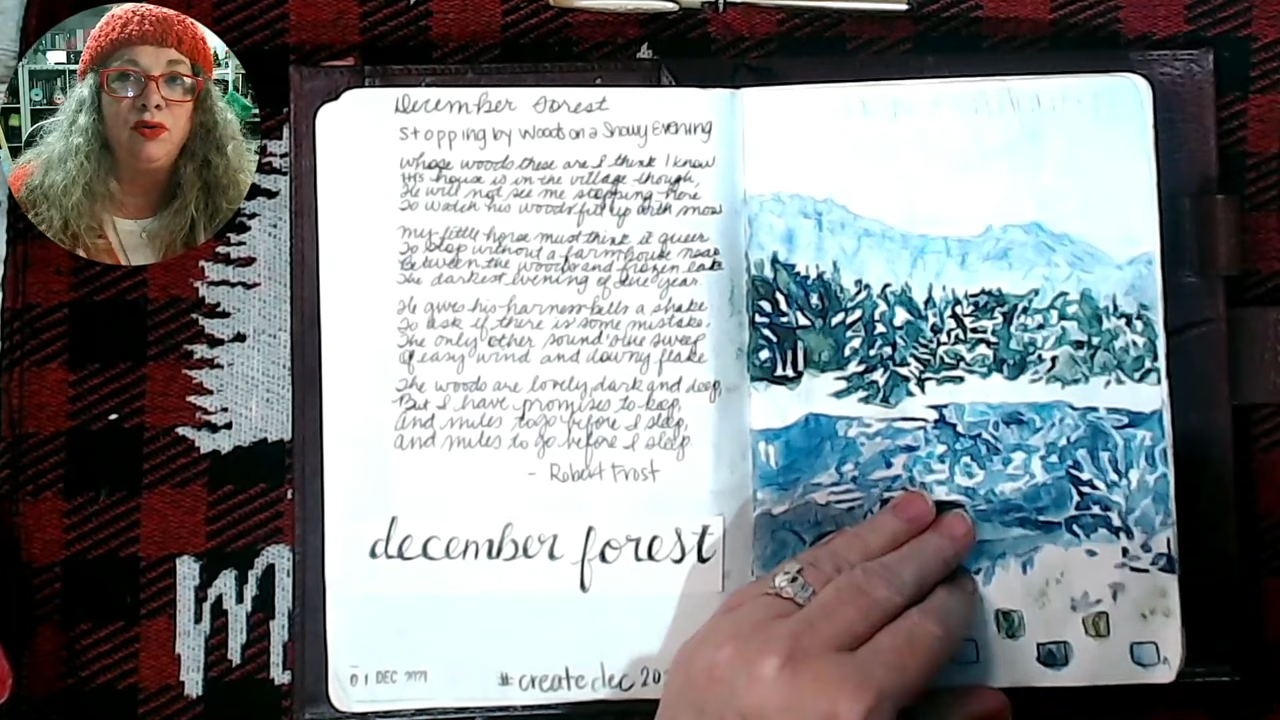 December Forest
Stopping by Woods on a Snowy Evening
Whose woods these are I think I know
His house is in the village though,
He will not see me stopping here
To watch his woods fill up with snow
My little horse must think it queer
To stop without a farmhouse near
Between the woods and frozen lake
The darkest evening of the year.
He gives his harness bells a shake
To ask if there is some mistake.
The only other sound's the sweep
Of easy wind and downy flake
The woods are lovely, dark and deep,
But I have promises to keep,
And miles to go before I sleep,
and miles to go before I sleep.
- Robert Frost
december forest
01 DEC 2021
#createdec 202
m